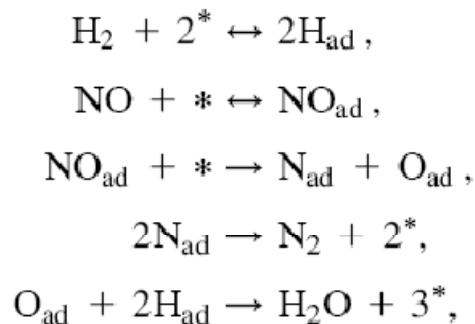 H₂ + 2* ↔ 2H_ad,
NO + * ↔ NO_ad,
NO_ad + * → N_ad + O_ad,
2N_ad → N₂ + 2*,
O_ad + 2H_ad → H₂O + 3*,